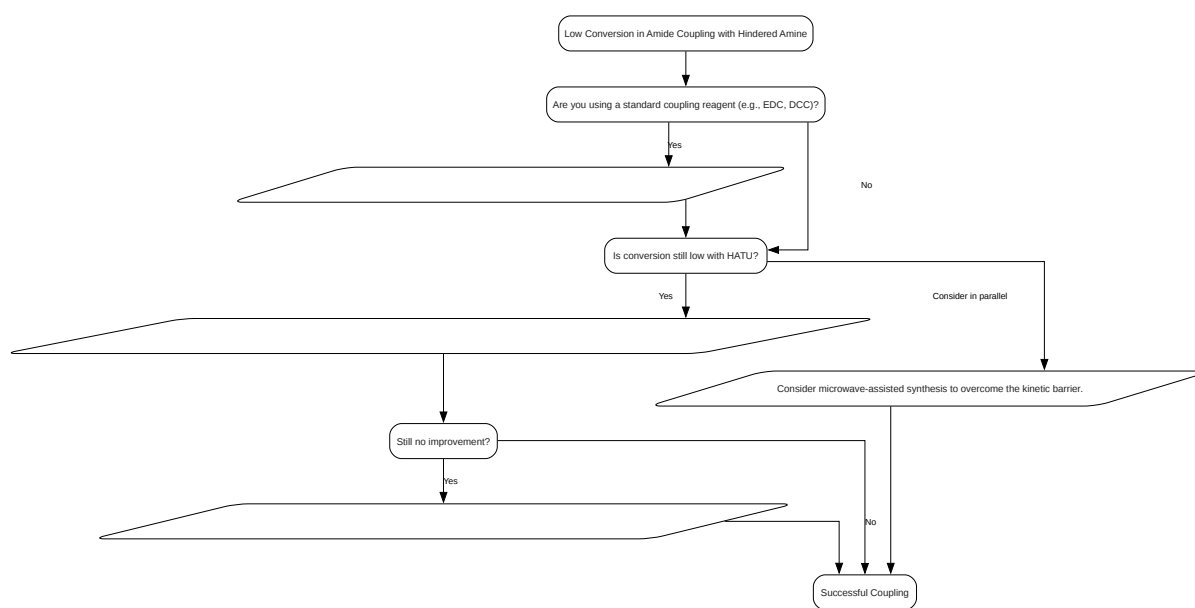 Low Conversion in Amide Coupling with Hindered Amine
Are you using a standard coupling reagent (e.g., EDC, DCC)?
Yes
No
Is conversion still low with HATU?
Yes
Consider in parallel
Consider microwave-assisted synthesis to overcome the kinetic barrier.
Still no improvement?
Yes
No
Successful Coupling